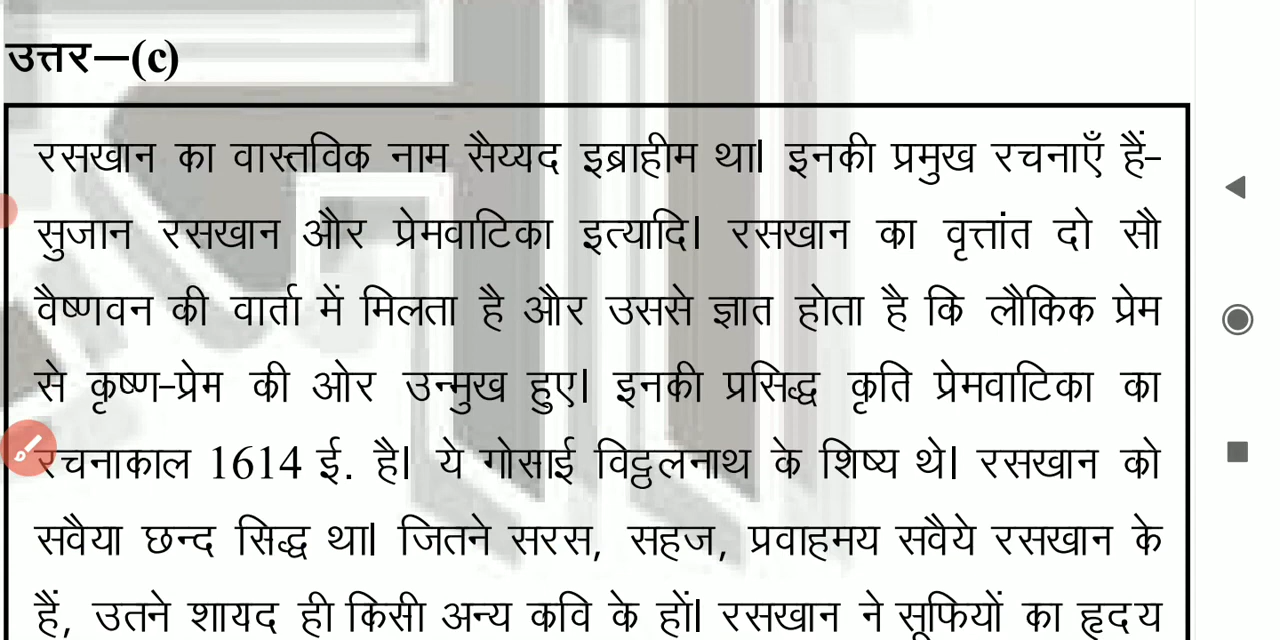 उत्तर–(c)
रसखान का वास्तविक नाम सैय्यद इब्राहीम था। इनकी प्रमुख रचनाएँ हैं-
सुजान रसखान और प्रेमवाटिका इत्यादि। रसखान का वृत्तांत दो सौ
वैष्णवन की वार्ता में मिलता है और उससे ज्ञात होता है कि लौकिक प्रेम
से कृष्ण-प्रेम की ओर उन्मुख हुए। इनकी प्रसिद्ध कृति प्रेमवाटिका का
रचनाकाल 1614 ई. है। ये गोसाई विट्ठलनाथ के शिष्य थे। रसखान को
सवैया छन्द सिद्ध था। जितने सरस, सहज, प्रवाहमय सवैये रसखान के
हैं, उतने शायद ही किसी अन्य कवि के हों। रसखान ने सूफियों का हृदय